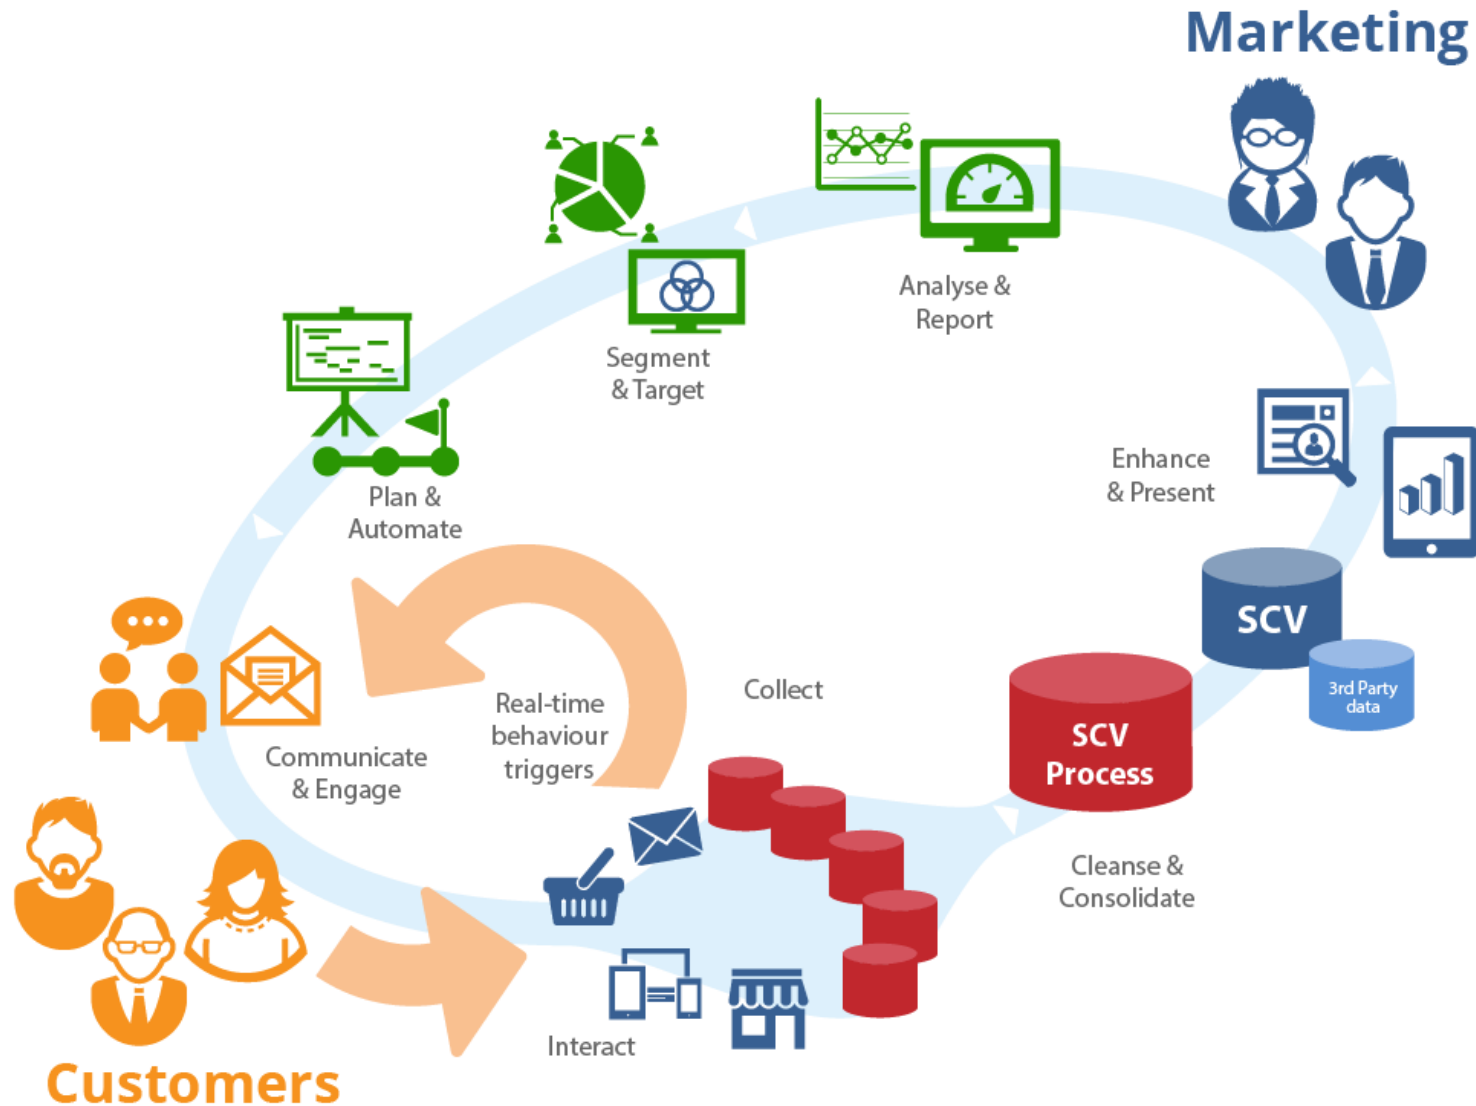 Marketing
Analyse &
Report
Segment
& Target
Enhance
& Present
Plan &
Automate
SCV
3rd Party
data
Collect
Real-time
behaviour
triggers
SCV
Process
Communicate
& Engage
Cleanse &
Consolidate
Interact
Customers